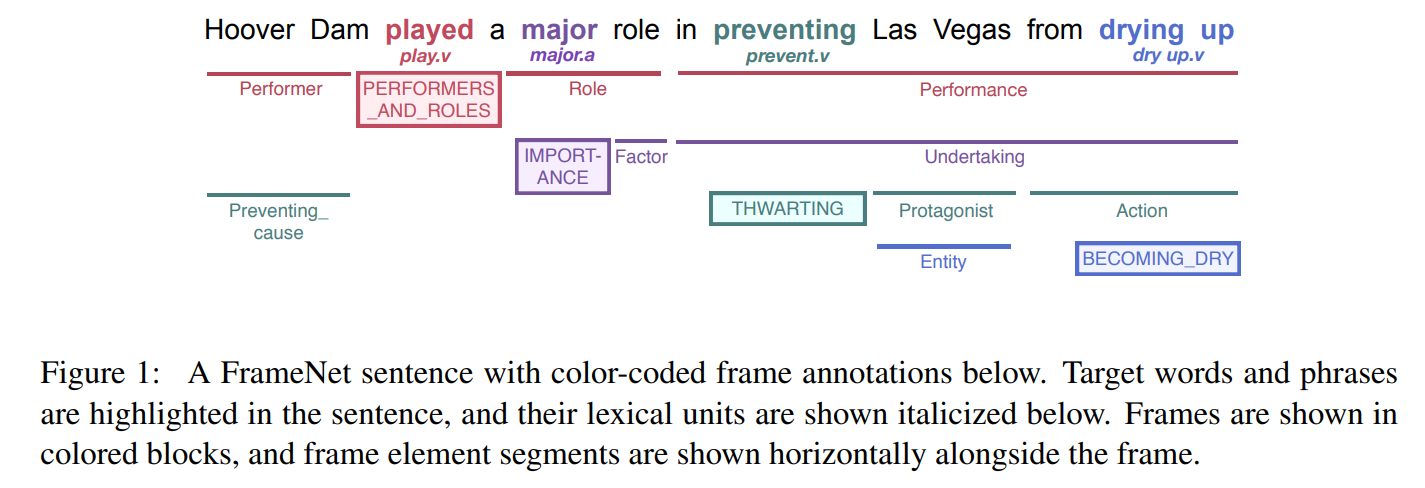 Hoover Dam played a major role in preventing Las Vegas from drying up
play.v major.a prevent.v dry up.v
Performer PERFORMERS Role Performance
_AND_ROLES
IMPORT- Factor Undertaking
ANCE
Preventing_ THWARTING Protagonist Action
cause
Entity BECOMING_DRY
Figure 1: A FrameNet sentence with color-coded frame annotations below. Target words and phrases
are highlighted in the sentence, and their lexical units are shown italicized below. Frames are shown in
colored blocks, and frame element segments are shown horizontally alongside the frame.